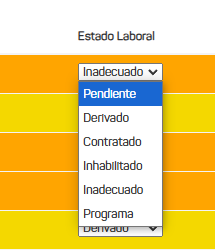 Estado Laboral
Inadecuado
Pendiente
Derivado
Contratado
Inhabilitado
Inadecuado
Programa
Derivado